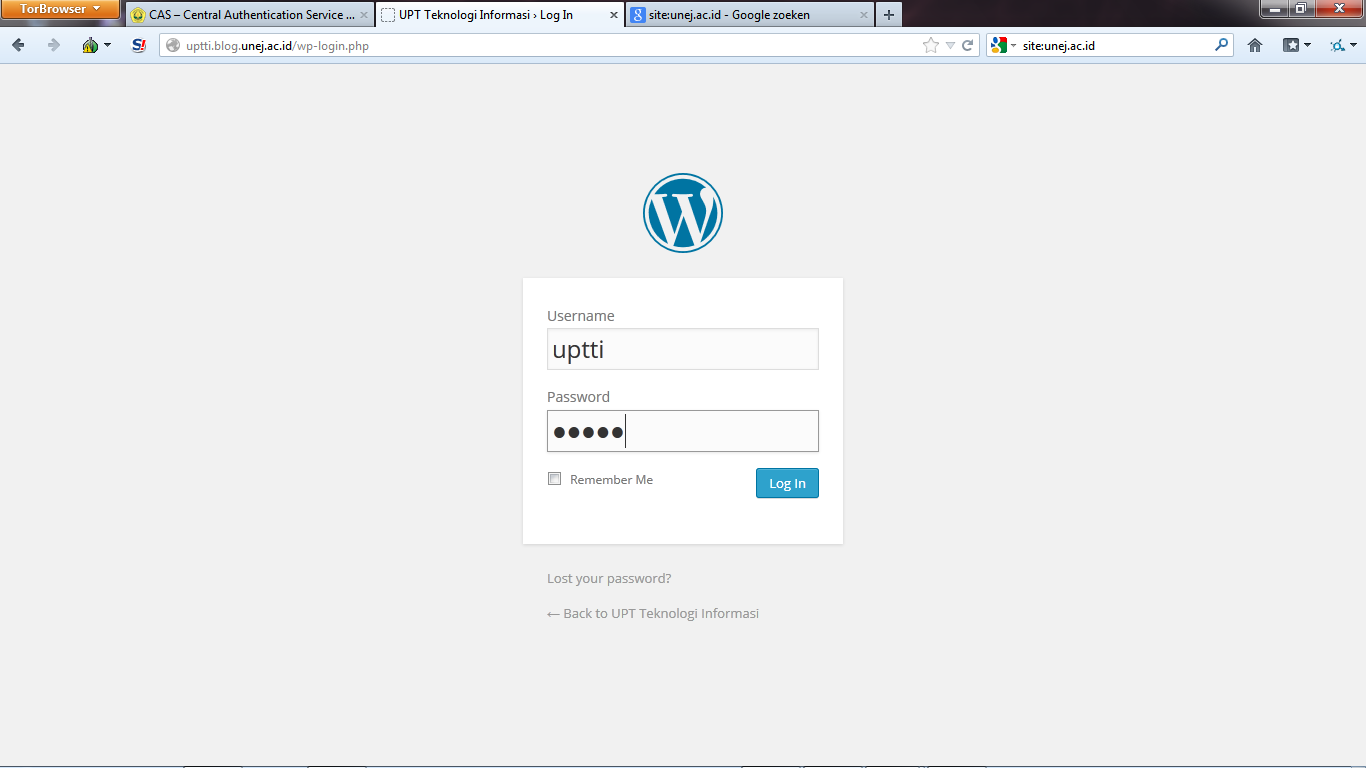 TorBrowser
CAS – Central Authentication Service ...
UPT Teknologi Informasi › Log In
site:unej.ac.id - Google zoeken
uptti.blog.unej.ac.id/wp-login.php
site:unej.ac.id
Username
uptti
Password
●●●●●
Remember Me
Log In
Lost your password?
← Back to UPT Teknologi Informasi